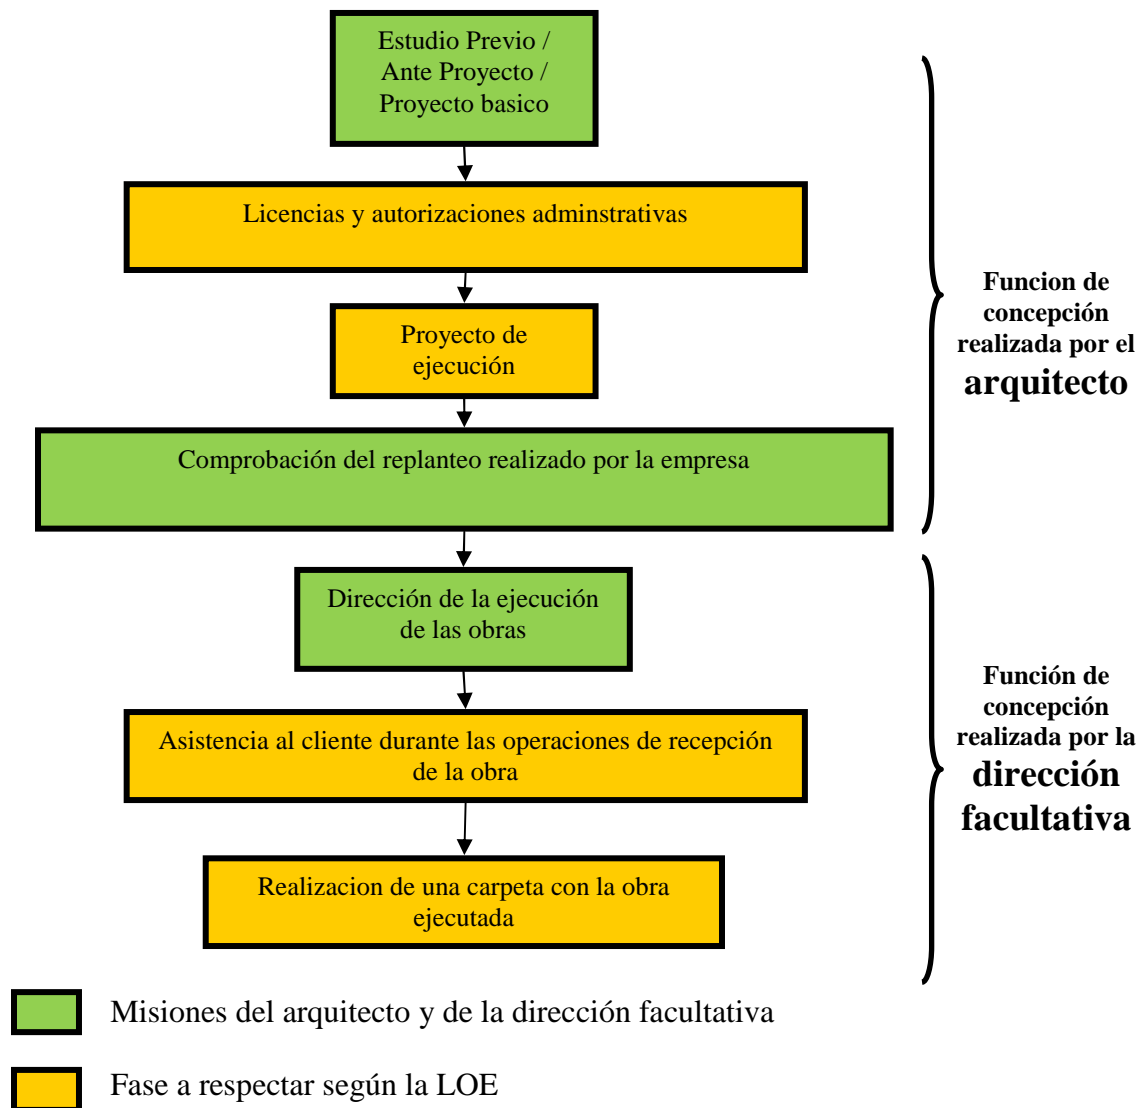 Estudio Previo /
Ante Proyecto /
Proyecto basico
Licencias y autorizaciones adminstrativas
Proyecto de
ejecución
Comprobación del replanteo realizado por la empresa
Funcion de
concepción
realizada por el
arquitecto
Dirección de la ejecución
de las obras
Asistencia al cliente durante las operaciones de recepción
de la obra
Realizacion de una carpeta con la obra
ejecutada
Función de
concepción
realizada por la
dirección
facultativa
Misiones del arquitecto y de la dirección facultativa
Fase a respectar según la LOE